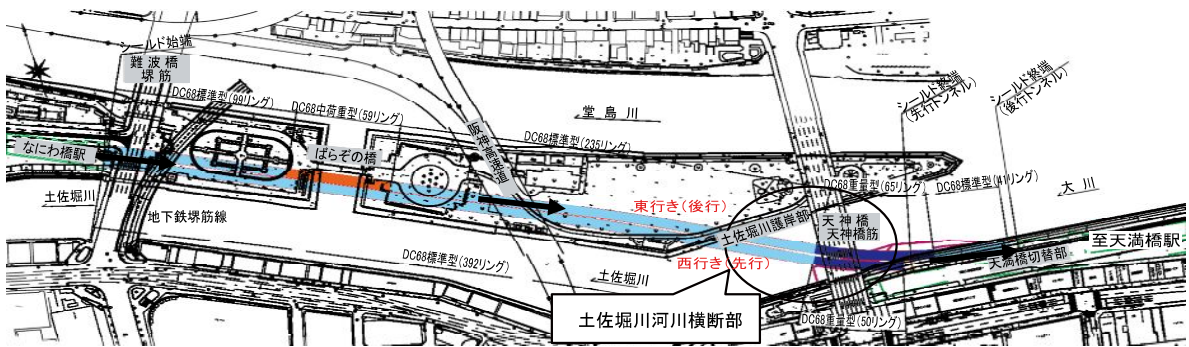 シールド始端
難波橋
堺筋
DC68標準型(99リング)
DC68中荷重型(59リング)
堂島川
シールド終端
(先行トンネル)
シールド終端
(後行トンネル)
なにわ橋駅
ばらぞの橋
阪神高速道路
DC68標準型(235リング)
DC68重量型(65リング)
DC68標準型(41リング)
大川
土佐堀川
地下鉄堺筋線
東行き(後行)
土佐堀川護岸部
天神橋
天神橋筋
至天満橋駅
天満橋切替部
DC68標準型(392リング)
土佐堀川
西行き(先行)
土佐堀川河川横断部
DC68重量型(50リング)